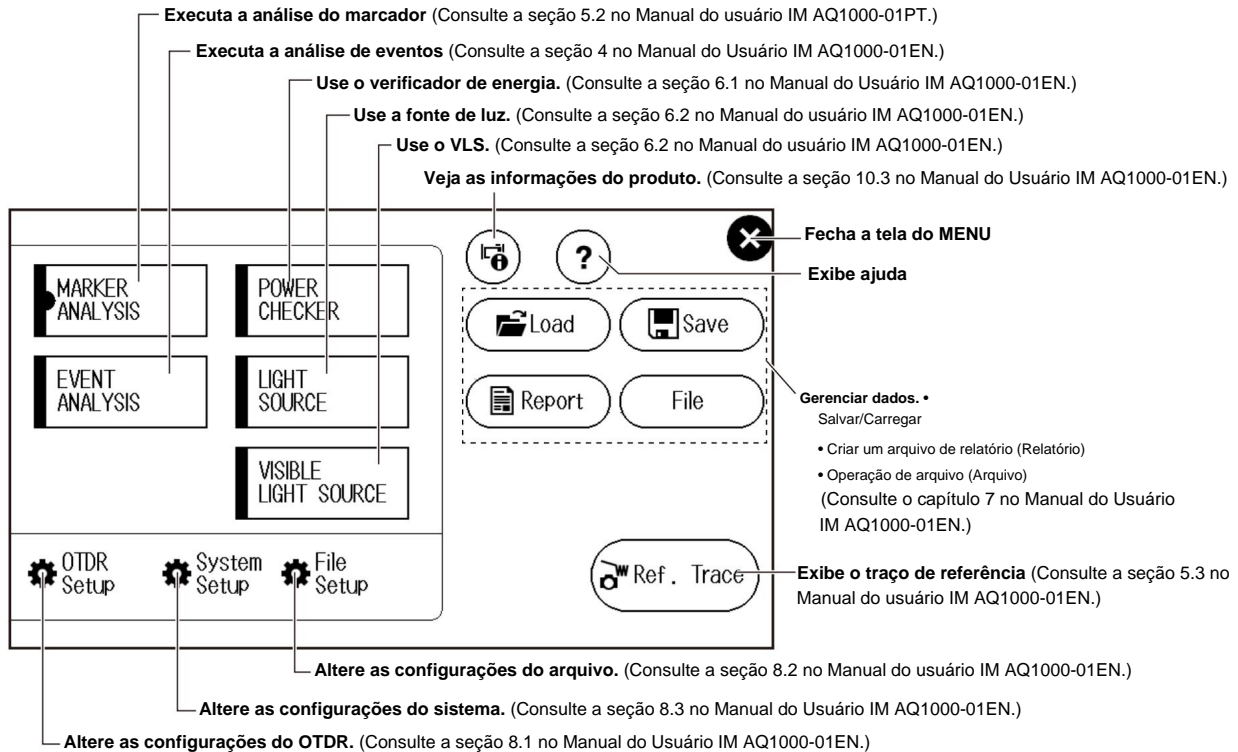 Executa a análise do marcador (Consulte a seção 5.2 no Manual do usuário IM AQ1000-01PT.)
Executa a análise de eventos (Consulte a seção 4 no Manual do Usuário IM AQ1000-01EN.)
Use o verificador de energia. (Consulte a seção 6.1 no Manual do Usuário IM AQ1000-01EN.)
Use a fonte de luz. (Consulte a seção 6.2 no Manual do usuário IM AQ1000-01EN.)
Use o VLS. (Consulte a seção 6.2 no Manual do usuário IM AQ1000-01EN.)
Veja as informações do produto. (Consulte a seção 10.3 no Manual do Usuário IM AQ1000-01EN.)
Fecha a tela do MENU
?
Exibe ajuda
MARKER
ANALYSIS
POWER
CHECKER
Load
Save
EVENT
ANALYSIS
LIGHT
SOURCE
Report
File
Gerenciar dados. •
Salvar/Carregar
• Criar um arquivo de relatório (Relatório)
• Operação de arquivo (Arquivo)
(Consulte o capítulo 7 no Manual do Usuário
IM AQ1000-01EN.)
VISIBLE
LIGHT SOURCE
OTDR
Setup
System
Setup
File
Setup
Ref. Trace
Exibe o traço de referência (Consulte a seção 5.3 no
Manual do usuário IM AQ1000-01EN.)
Altere as configurações do arquivo. (Consulte a seção 8.2 no Manual do usuário IM AQ1000-01EN.)
Altere as configurações do sistema. (Consulte a seção 8.3 no Manual do Usuário IM AQ1000-01EN.)
Altere as configurações do OTDR. (Consulte a seção 8.1 no Manual do Usuário IM AQ1000-01EN.)